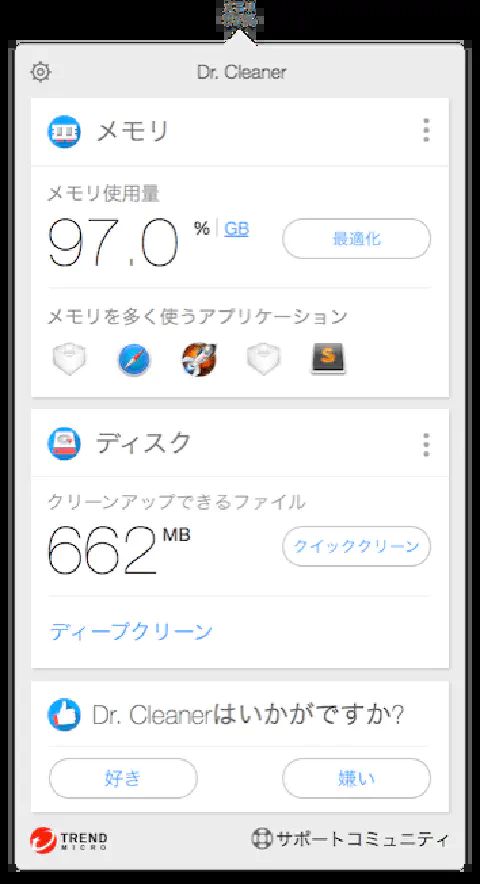 Dr. Cleaner
メモリ
メモリ使用量
97.0 % GB
最適化
メモリを多く使うアプリケーション
S
ディスク
クリーンアップできるファイル
662 MB
クイッククリーン
ディープクリーン
Dr. Cleanerはいかがですか?
好き
嫌い
TREND
MICRO
サポートコミュニティ